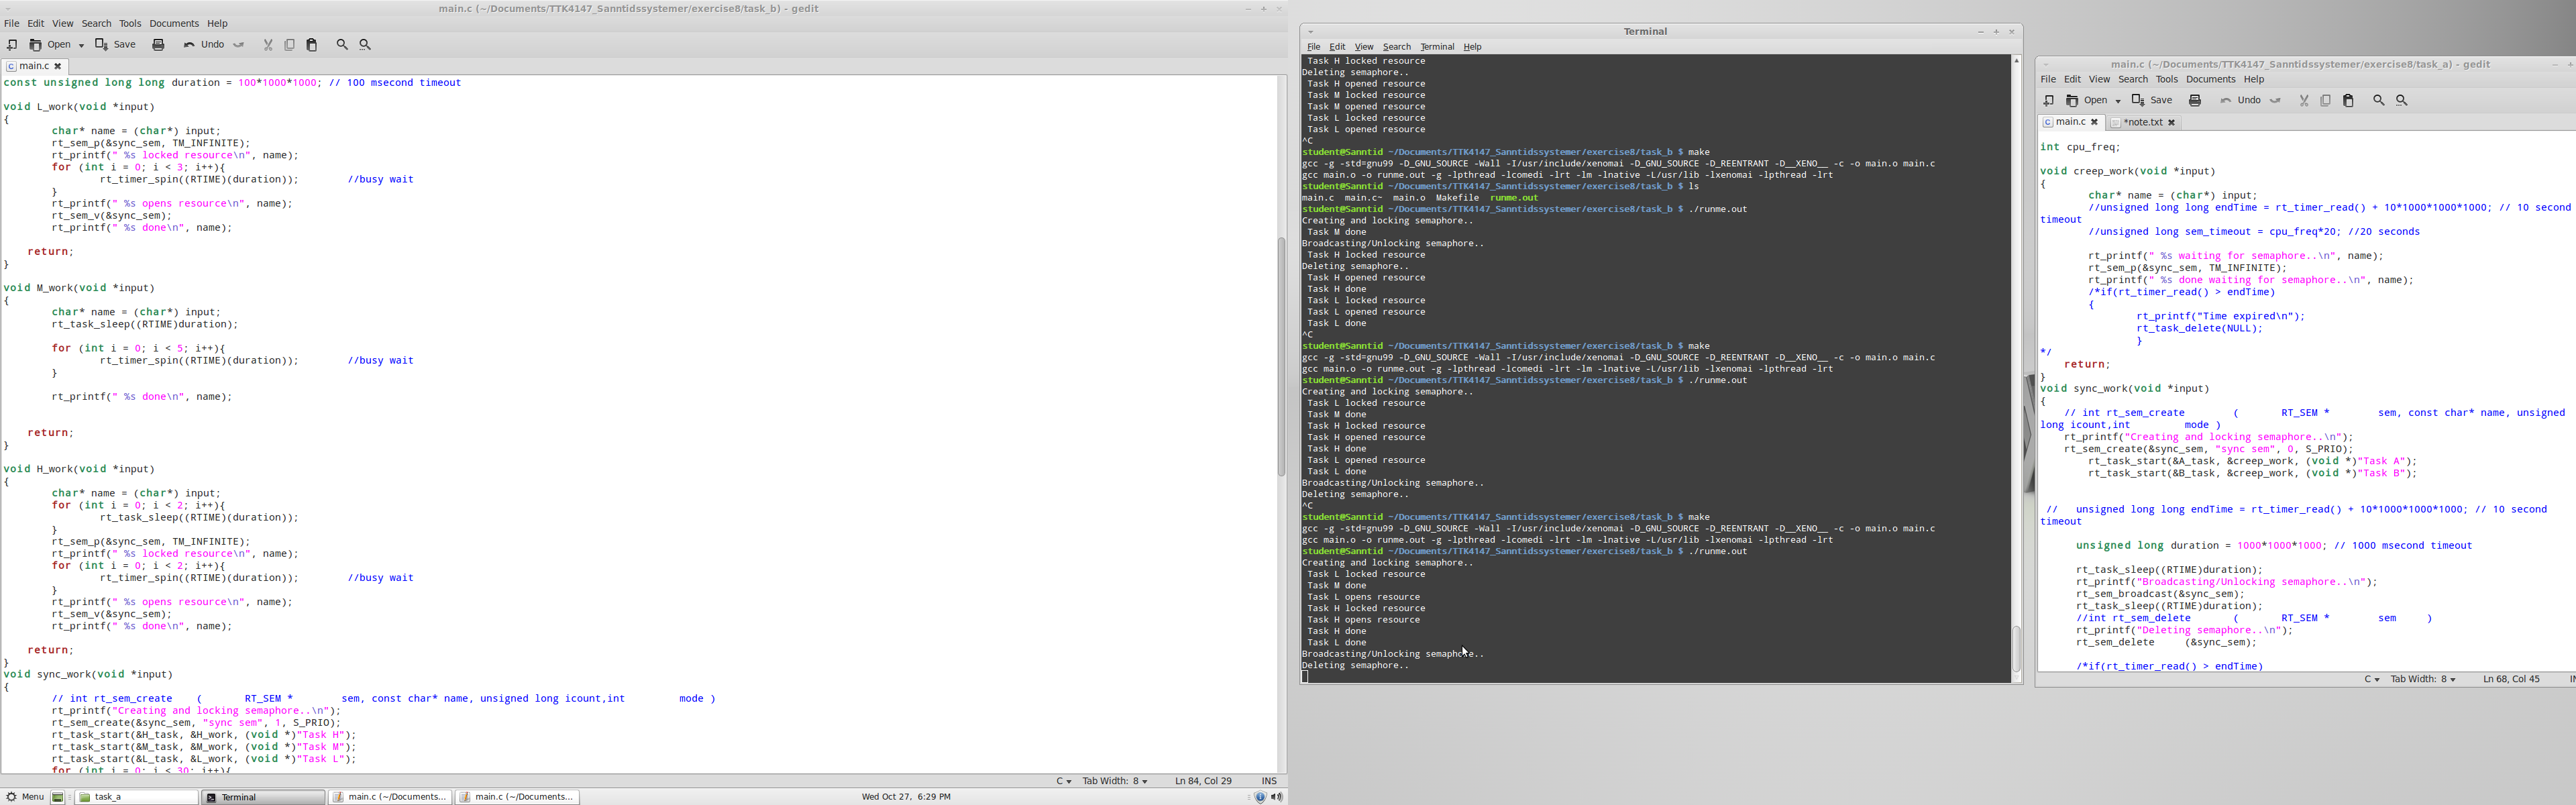 main.c (~/Documents/TTK4147_Sanntidssystemer/exercise8/task_b) - gedit
File Edit View Search Tools Documents Help
Open Save Undo
main.c
const unsigned long long duration = 100*1000*1000; // 100 msecond timeout
void L_work(void *input)
{
char* name = (char*) input;
rt_sem_p(&sync_sem, TM_INFINITE);
rt_printf(" %s locked resource\n", name);
for (int i = 0; i < 3; i++){
rt_timer_spin((RTIME)(duration)); //busy wait
}
rt_printf(" %s opens resource\n", name);
rt_sem_v(&sync_sem);
rt_printf(" %s done\n", name);
return;
}
void M_work(void *input)
{
char* name = (char*) input;
rt_task_sleep((RTIME)duration);
for (int i = 0; i < 5; i++){
rt_timer_spin((RTIME)(duration)); //busy wait
}
rt_printf(" %s done\n", name);
return;
}
void H_work(void *input)
{
char* name = (char*) input;
for (int i = 0; i < 2; i++){
rt_task_sleep((RTIME)(duration));
}
rt_sem_p(&sync_sem, TM_INFINITE);
rt_printf(" %s locked resource\n", name);
for (int i = 0; i < 2; i++){
rt_timer_spin((RTIME)(duration)); //busy wait
}
rt_printf(" %s opens resource\n", name);
rt_sem_v(&sync_sem);
rt_printf(" %s done\n", name);
return;
}
void sync_work(void *input)
{
// int rt_sem_create ( RT_SEM * sem, const char* name, unsigned long icount,int mode )
rt_printf("Creating and locking semaphore..\n");
rt_sem_create(&sync_sem, "sync sem", 1, S_PRIO);
rt_task_start(&H_task, &H_work, (void *)"Task H");
rt_task_start(&M_task, &M_work, (void *)"Task M");
rt_task_start(&L_task, &L_work, (void *)"Task L");
for (int i = 0; i < 30; i++){
C Tab Width: 8 Ln 84, Col 29 INS
Menu task_a Terminal main.c (~/Documents... main.c (~/Documents... Wed Oct 27, 6:29 PM
Terminal
File Edit View Search Terminal Help
Task H locked resource
Deleting semaphore..
Task H opened resource
Task M locked resource
Task M opened resource
Task L locked resource
Task L opened resource
^C
student@Sanntid ~/Documents/TTK4147_Sanntidssystemer/exercise8/task_b $ make
gcc -g -std=gnu99 -D_GNU_SOURCE -Wall -I/usr/include/xenomai -D_GNU_SOURCE -D_REENTRANT -D__XENO__ -c -o main.o main.c
gcc main.o -o runme.out -g -lpthread -lcomedi -lrt -lm -lnative -L/usr/lib -lxenomai -lpthread -lrt
student@Sanntid ~/Documents/TTK4147_Sanntidssystemer/exercise8/task_b $ ls
main.c main.c~ main.o Makefile runme.out
student@Sanntid ~/Documents/TTK4147_Sanntidssystemer/exercise8/task_b $ ./runme.out
Creating and locking semaphore..
Task M done
Broadcasting/Unlocking semaphore..
Task H locked resource
Deleting semaphore..
Task H opened resource
Task H done
Task L locked resource
Task L opened resource
Task L done
^C
student@Sanntid ~/Documents/TTK4147_Sanntidssystemer/exercise8/task_b $ make
gcc -g -std=gnu99 -D_GNU_SOURCE -Wall -I/usr/include/xenomai -D_GNU_SOURCE -D_REENTRANT -D__XENO__ -c -o main.o main.c
gcc main.o -o runme.out -g -lpthread -lcomedi -lrt -lm -lnative -L/usr/lib -lxenomai -lpthread -lrt
student@Sanntid ~/Documents/TTK4147_Sanntidssystemer/exercise8/task_b $ ./runme.out
Creating and locking semaphore..
Task L locked resource
Task M done
Task H locked resource
Task H opened resource
Task H done
Task L opened resource
Task L done
Broadcasting/Unlocking semaphore..
Deleting semaphore..
^C
student@Sanntid ~/Documents/TTK4147_Sanntidssystemer/exercise8/task_b $ make
gcc -g -std=gnu99 -D_GNU_SOURCE -Wall -I/usr/include/xenomai -D_GNU_SOURCE -D_REENTRANT -D__XENO__ -c -o main.o main.c
gcc main.o -o runme.out -g -lpthread -lcomedi -lrt -lm -lnative -L/usr/lib -lxenomai -lpthread -lrt
student@Sanntid ~/Documents/TTK4147_Sanntidssystemer/exercise8/task_b $ ./runme.out
Creating and locking semaphore..
Task L locked resource
Task M done
Task L opens resource
Task H locked resource
Task H opens resource
Task H done
Task L done
Broadcasting/Unlocking semaphore..
Deleting semaphore..
main.c (~/Documents/TTK4147_Sanntidssystemer/exercise8/task_a) - gedit
File Edit View Search Tools Documents Help
Open Save Undo
main.c *note.txt
int cpu_freq;
void creep_work(void *input)
{
char* name = (char*) input;
//unsigned long long endTime = rt_timer_read() + 10*1000*1000*1000; // 10 second
timeout
//unsigned long sem_timeout = cpu_freq*20; //20 seconds
rt_printf(" %s waiting for semaphore..\n", name);
rt_sem_p(&sync_sem, TM_INFINITE);
rt_printf(" %s done waiting for semaphore..\n", name);
/*if(rt_timer_read() > endTime)
{
rt_printf("Time expired\n");
rt_task_delete(NULL);
}
*/
return;
}
void sync_work(void *input)
{
// int rt_sem_create ( RT_SEM * sem, const char* name, unsigned
long icount,int mode )
rt_printf("Creating and locking semaphore..\n");
rt_sem_create(&sync_sem, "sync sem", 0, S_PRIO);
rt_task_start(&A_task, &creep_work, (void *)"Task A");
rt_task_start(&B_task, &creep_work, (void *)"Task B");
// unsigned long long endTime = rt_timer_read() + 10*1000*1000*1000; // 10 second
timeout
unsigned long duration = 1000*1000*1000; // 1000 msecond timeout
rt_task_sleep((RTIME)duration);
rt_printf("Broadcasting/Unlocking semaphore..\n");
rt_sem_broadcast(&sync_sem);
rt_task_sleep((RTIME)duration);
//int rt_sem_delete ( RT_SEM * sem )
rt_printf("Deleting semaphore..\n");
rt_sem_delete (&sync_sem);
/*if(rt_timer_read() > endTime)
C Tab Width: 8 Ln 68, Col 45